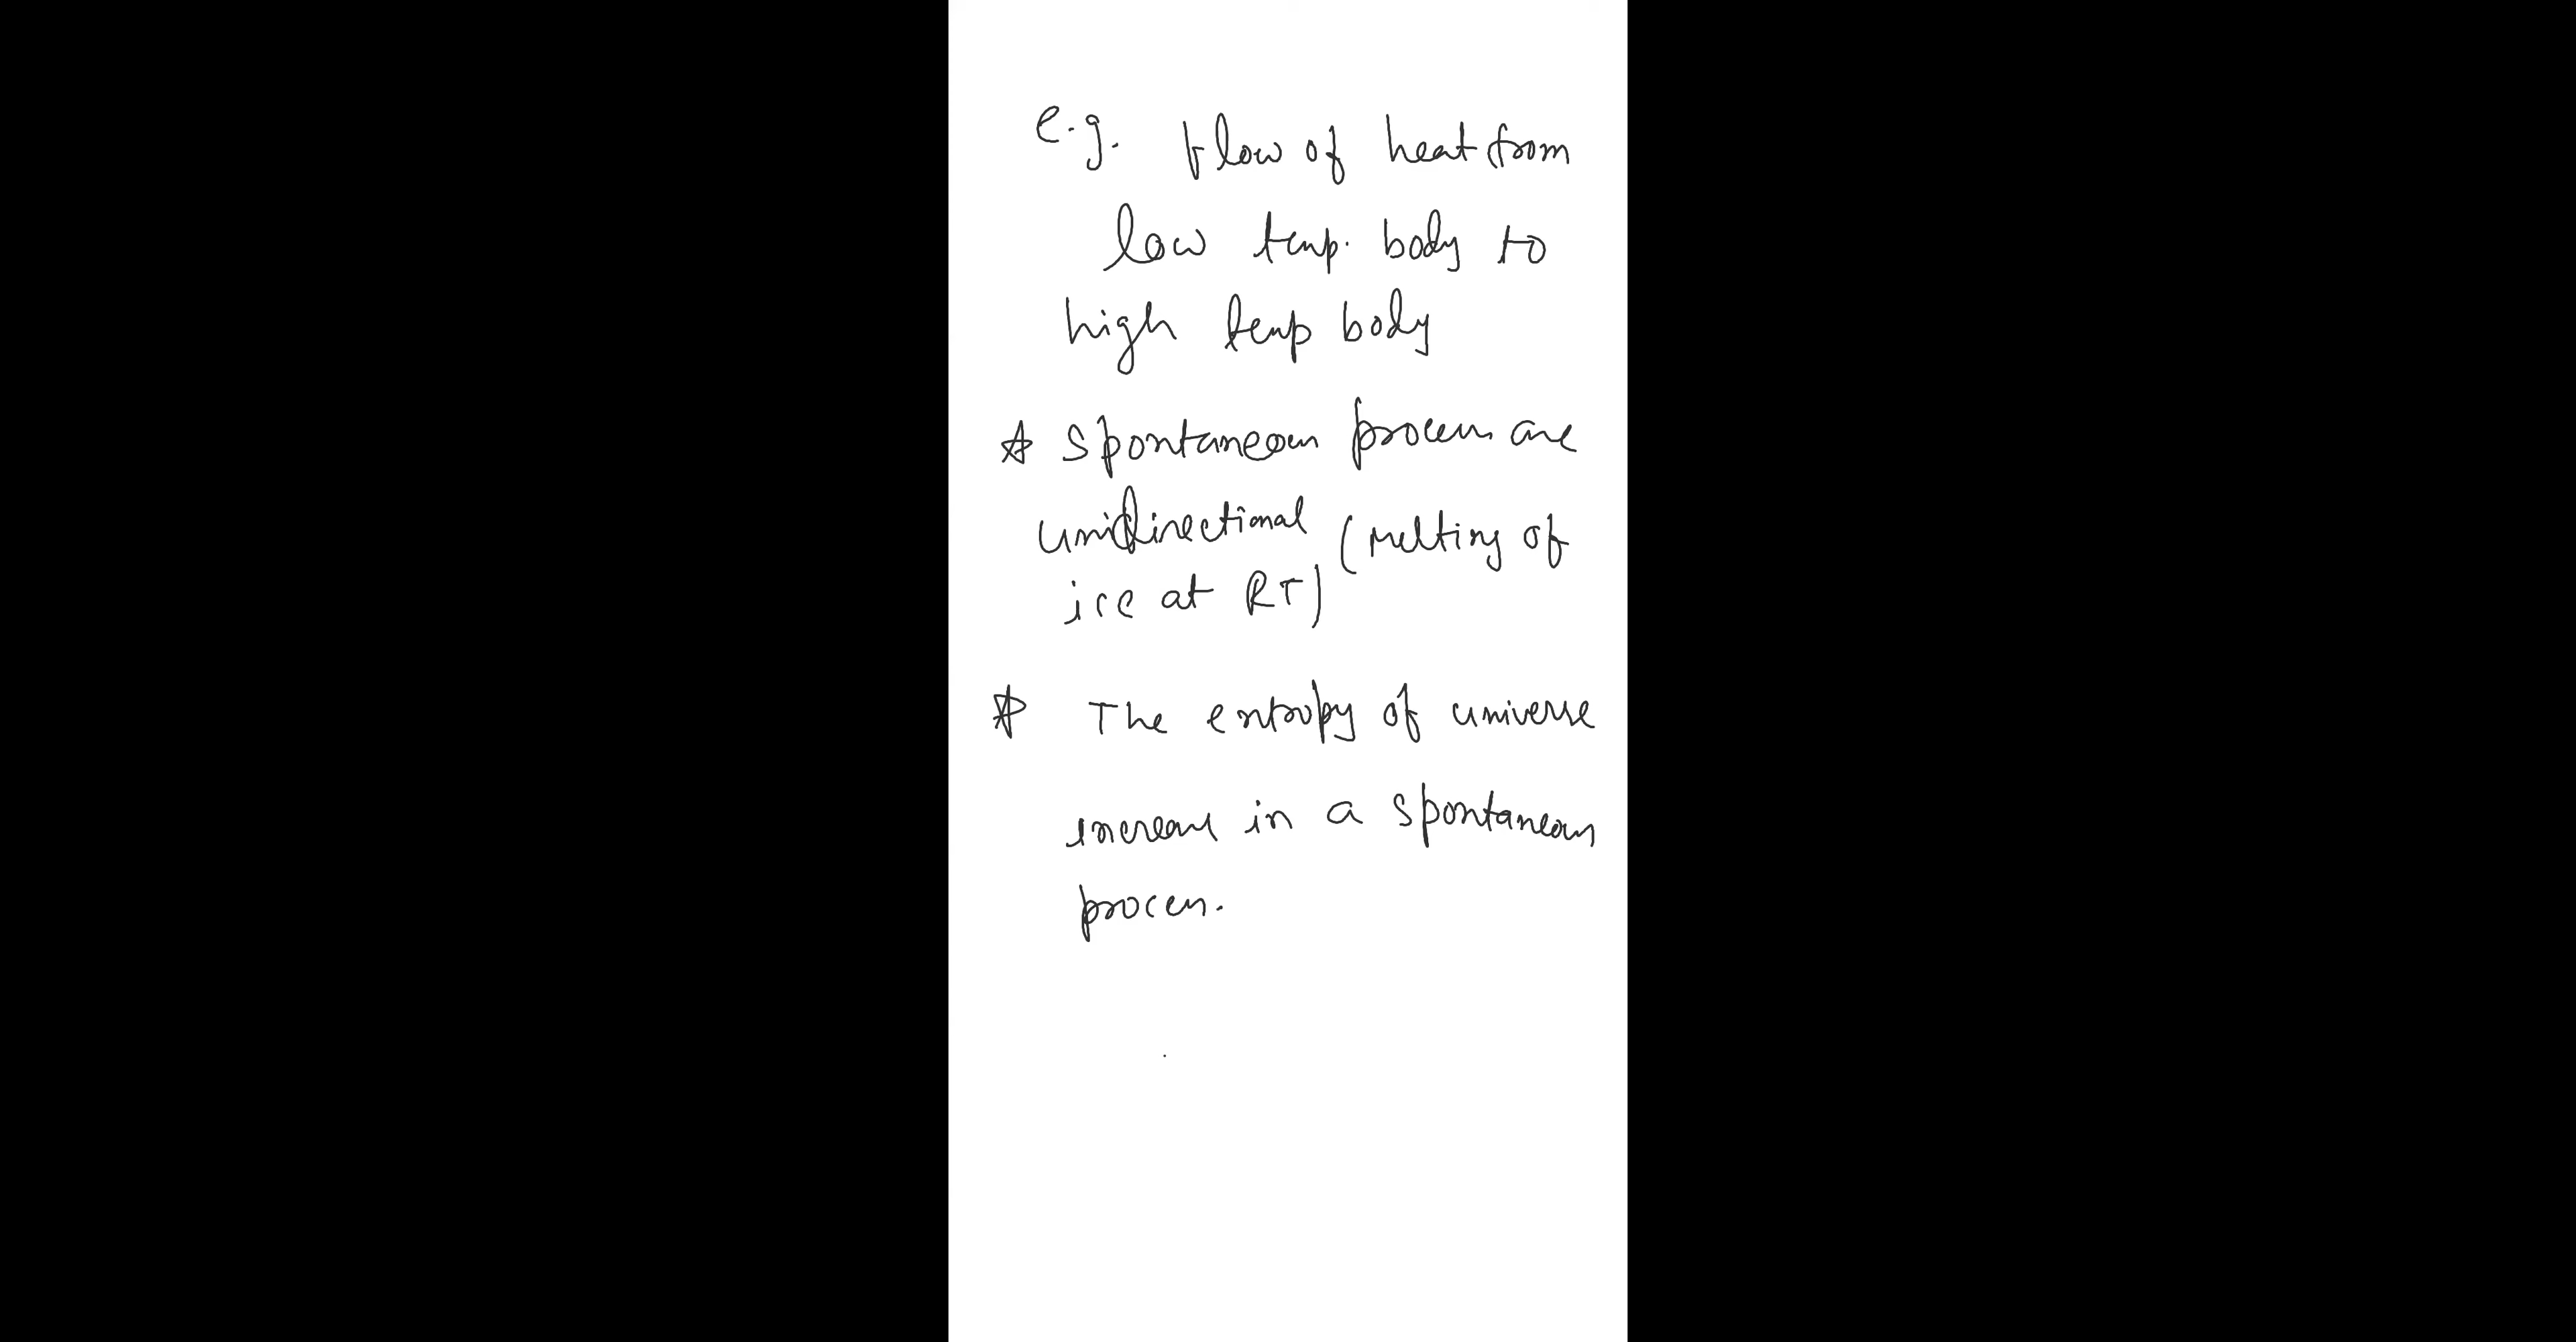 e.g. Flow of heat from
low temp. body to
high temp body
☆ Spontaneous process are
unidirectional (Melting of
ice at RT)
☆ The entropy of universe
increase in a spontaneous
process.